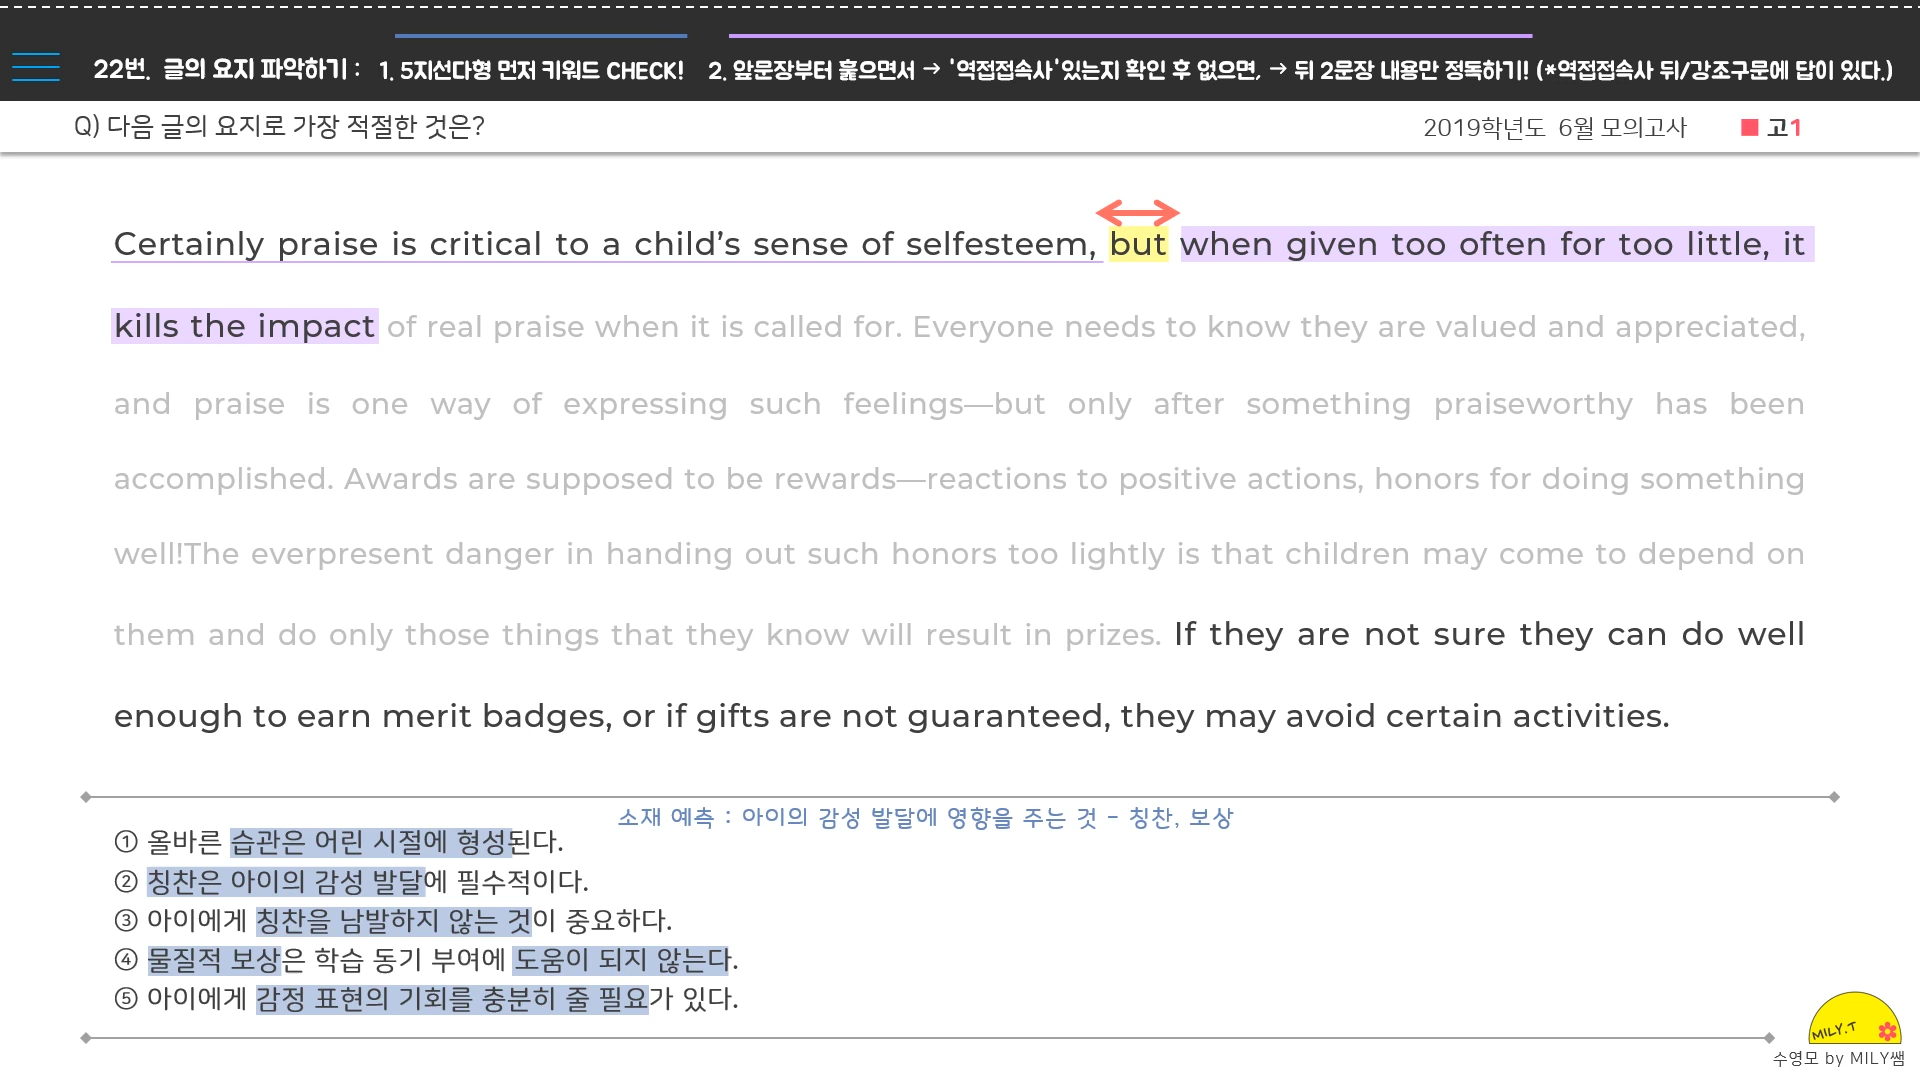 22번. 글의 요지 파악하기 : 1. 5지선다형 먼저 키워드 CHECK! 2. 앞문장부터 훑으면서 → '역접접속사'있는지 확인 후 없으면, → 뒤 2문장 내용만 정독하기! (*역접접속사 뒤/강조구문에 답이 있다.)
Q) 다음 글의 요지로 가장 적절한 것은? 2019학년도 6월 모의고사 ■ 고1
Certainly praise is critical to a child’s sense of selfesteem, but when given too often for too little, it
kills the impact of real praise when it is called for. Everyone needs to know they are valued and appreciated,
and praise is one way of expressing such feelings—but only after something praiseworthy has been
accomplished. Awards are supposed to be rewards—reactions to positive actions, honors for doing something
well!The everpresent danger in handing out such honors too lightly is that children may come to depend on
them and do only those things that they know will result in prizes. If they are not sure they can do well
enough to earn merit badges, or if gifts are not guaranteed, they may avoid certain activities.
소재 예측 : 아이의 감성 발달에 영향을 주는 것 - 칭찬, 보상
① 올바른 습관은 어린 시절에 형성된다.
② 칭찬은 아이의 감성 발달에 필수적이다.
③ 아이에게 칭찬을 남발하지 않는 것이 중요하다.
④ 물질적 보상은 학습 동기 부여에 도움이 되지 않는다.
⑤ 아이에게 감정 표현의 기회를 충분히 줄 필요가 있다.
MILY.T
수영모 by MILY쌤